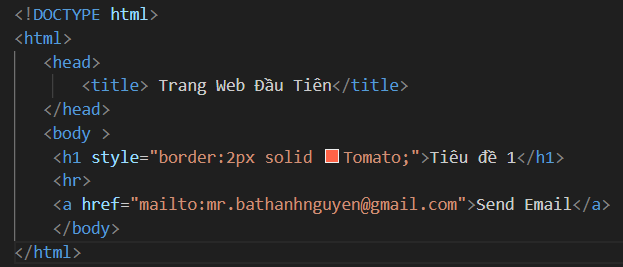 <!DOCTYPE html>
<html>
<head>
<title> Trang Web Đầu Tiên</title>
</head>
<body >
<h1 style="border:2px solid Tomato;">Tiêu đề 1</h1>
<hr>
<a href="mailto:mr.bathanhnguyen@gmail.com">Send Email</a>
</body>
</html>